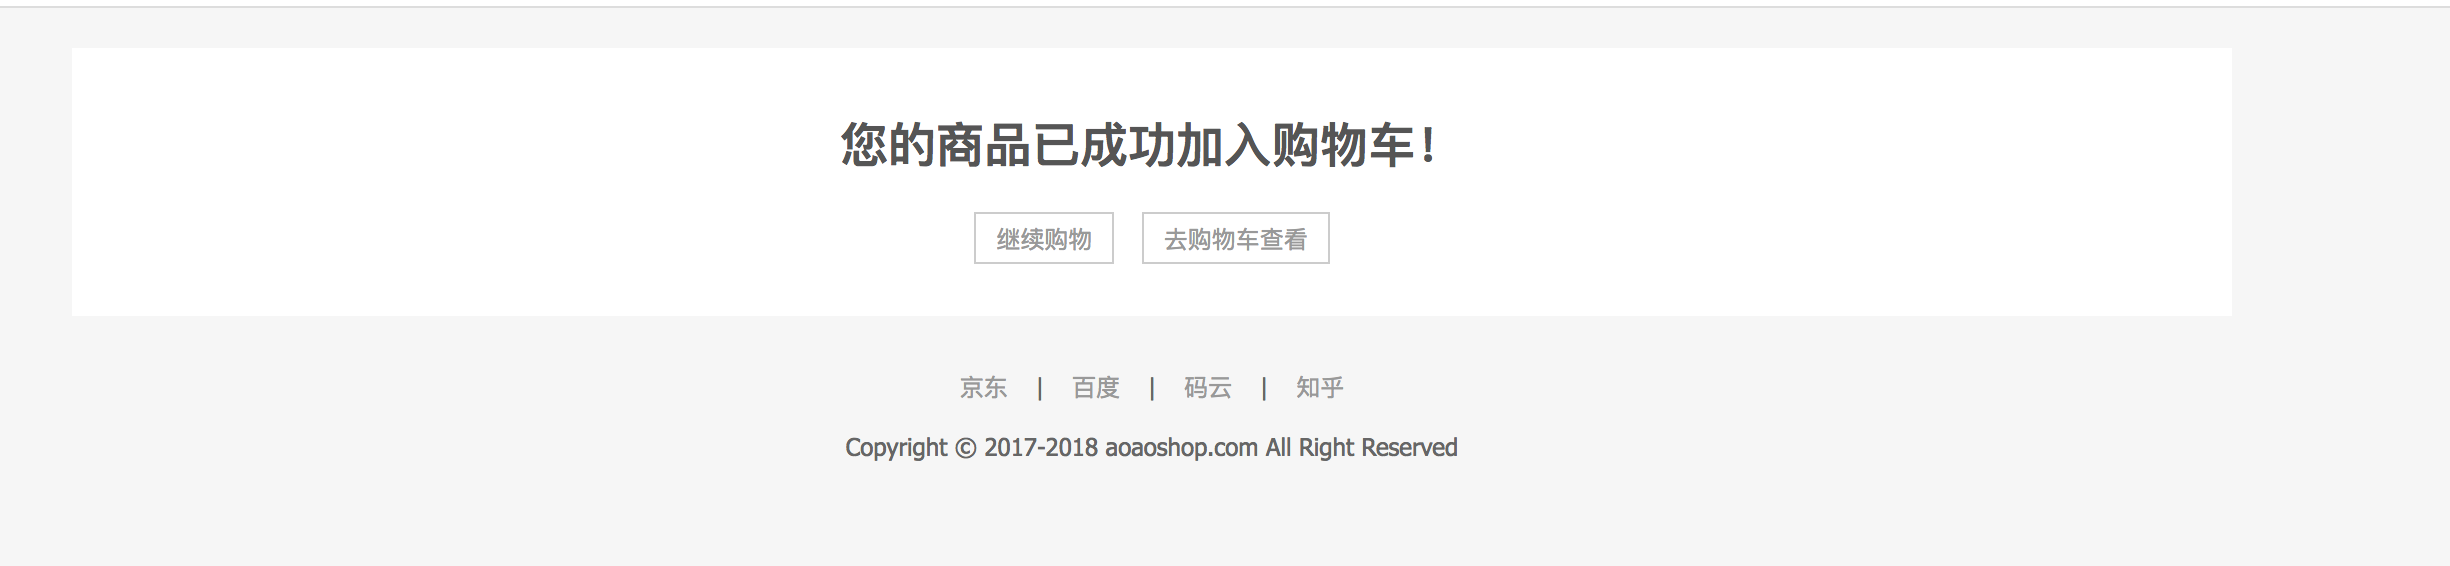 您的商品已成功加入购物车！
继续购物 去购物车查看
京东 | 百度 | 码云 | 知乎
Copyright © 2017-2018 aoaoshop.com All Right Reserved